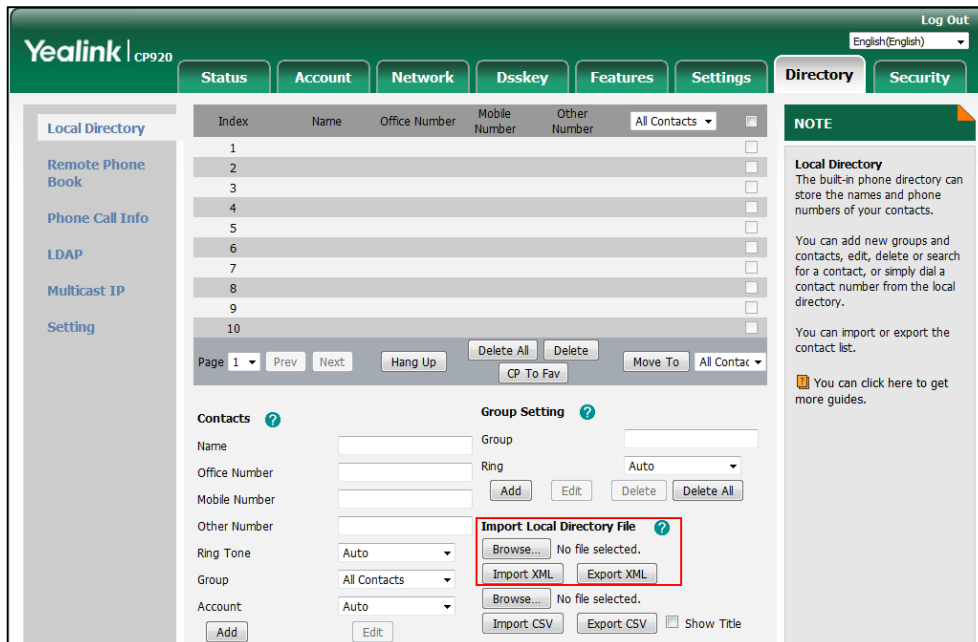 Log Out
Yealink | CP920
English(English)
Status Account Network Dsskey Features Settings Directory Security
Local Directory
Remote Phone Book
Phone Call Info
LDAP
Multicast IP
Setting
Index Name Office Number Mobile Number Other Number All Contacts
1
2
3
4
5
6
7
8
9
10
Page 1 Prev Next Hang Up Delete All Delete CP To Fav Move To All Contac
Contacts ?
Name
Office Number
Mobile Number
Other Number
Ring Tone Auto
Group All Contacts
Account Auto
Add Edit
Group Setting ?
Group
Ring Auto
Add Edit Delete Delete All
Import Local Directory File ?
Browse... No file selected.
Import XML Export XML
Browse... No file selected.
Import CSV Export CSV Show Title
NOTE
Local Directory
The built-in phone directory can
store the names and phone
numbers of your contacts.
You can add new groups and
contacts, edit, delete or search
for a contact, or simply dial a
contact number from the local
directory.
You can import or export the
contact list.
? You can click here to get
more guides.